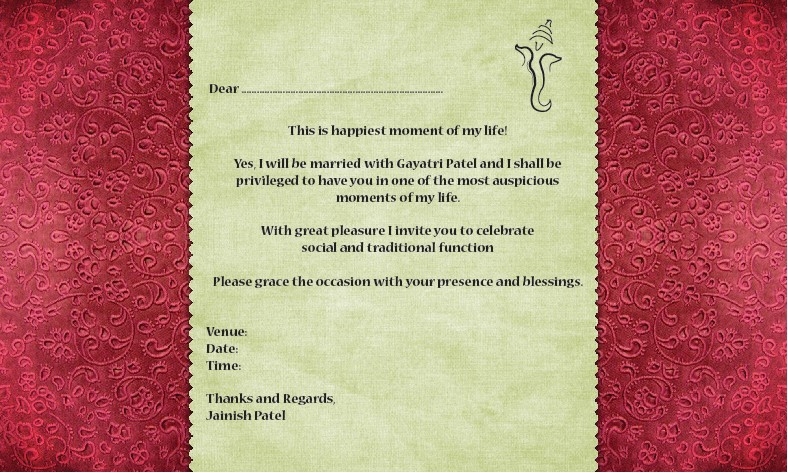 Dear ......................................................................
This is happiest moment of my life!
Yes, I will be married with Gayatri Patel and I shall be
privileged to have you in one of the most auspicious
moments of my life.
With great pleasure I invite you to celebrate
social and traditional function
Please grace the occasion with your presence and blessings.
Venue:
Date:
Time:
Thanks and Regards,
Jainish Patel